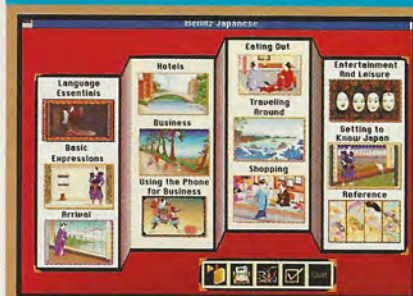 Berlitz Japanese
Language
Essentials
Basic
Expressions
Arrival
Hotels
Business
Using the Phone
for Business
Eating Out
Traveling
Around
Shopping
Entertainment
And Leisure
Getting to
Know Japan
Reference
Quit